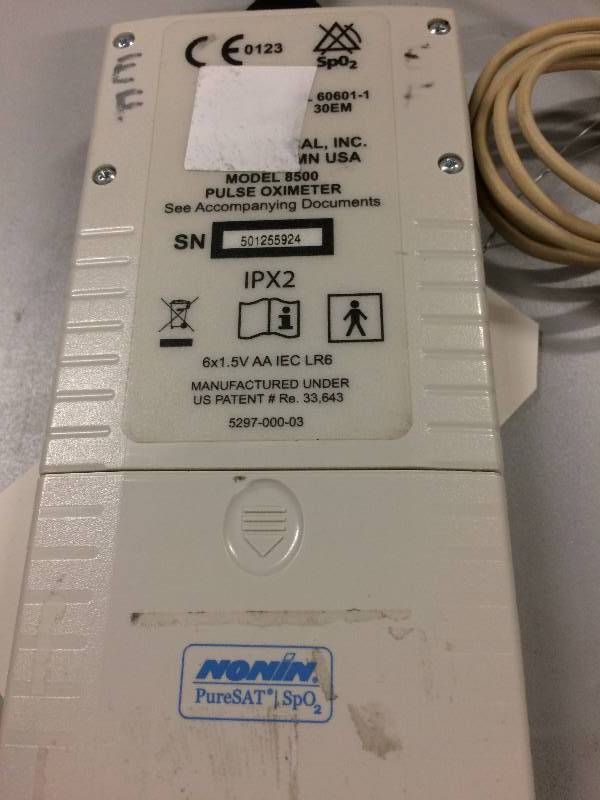 CE 0123
SpO₂
60601-1
30EM
AL, INC.
MN USA
MODEL 8500
PULSE OXIMETER
See Accompanying Documents
SN 501255924
IPX2
6x1.5V AA IEC LR6
MANUFACTURED UNDER
US PATENT # Re. 33,643
5297-000-03
NONIN.
PureSAT® SpO₂